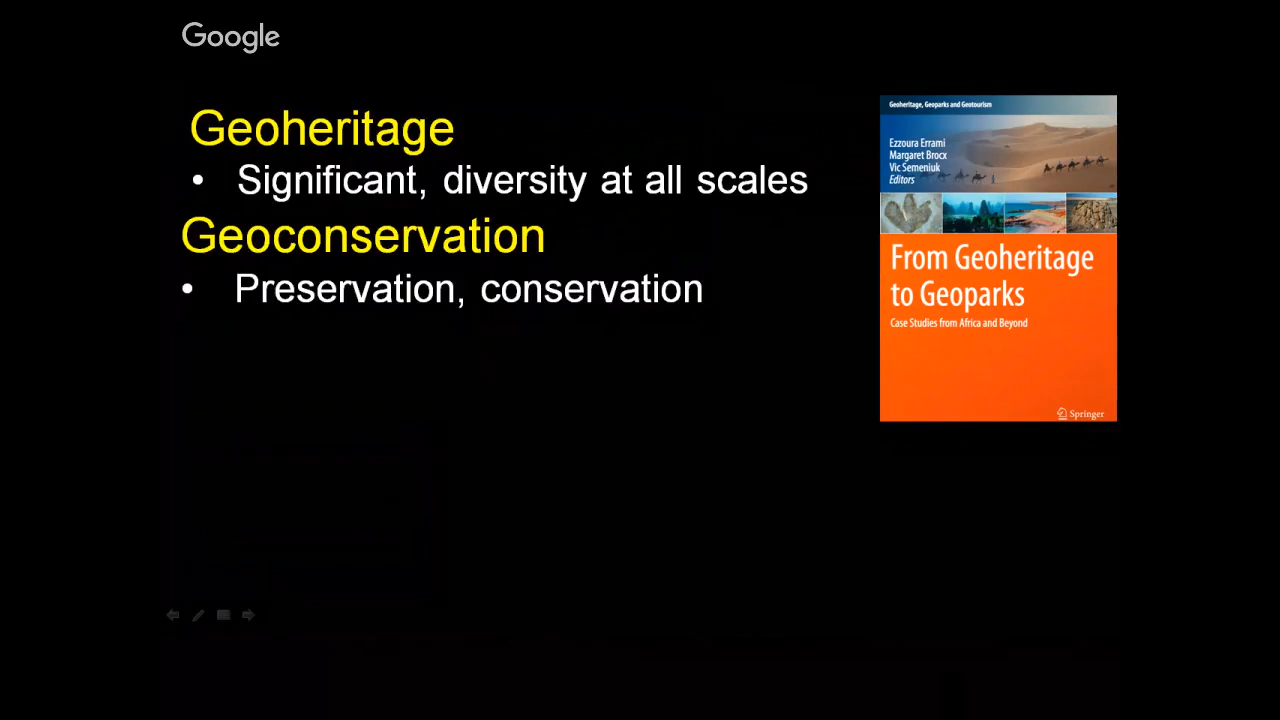 Google
Geoheritage
• Significant, diversity at all scales
Geoconservation
• Preservation, conservation
Geoheritage, Geoparks and Geotourism
Ezzoura Errami
Margaret Brocx
Vic Semeniuk
Editors
From Geoheritage
to Geoparks
Case Studies from Africa and Beyond
Springer